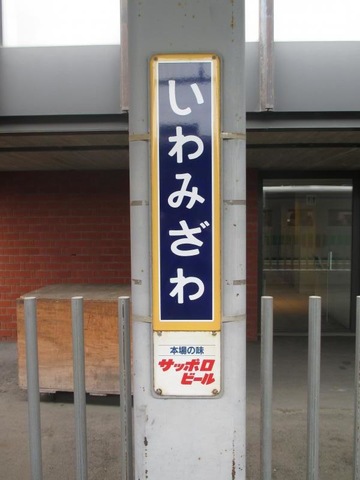 いわみざわ
本場の味
サッポロ
ビール